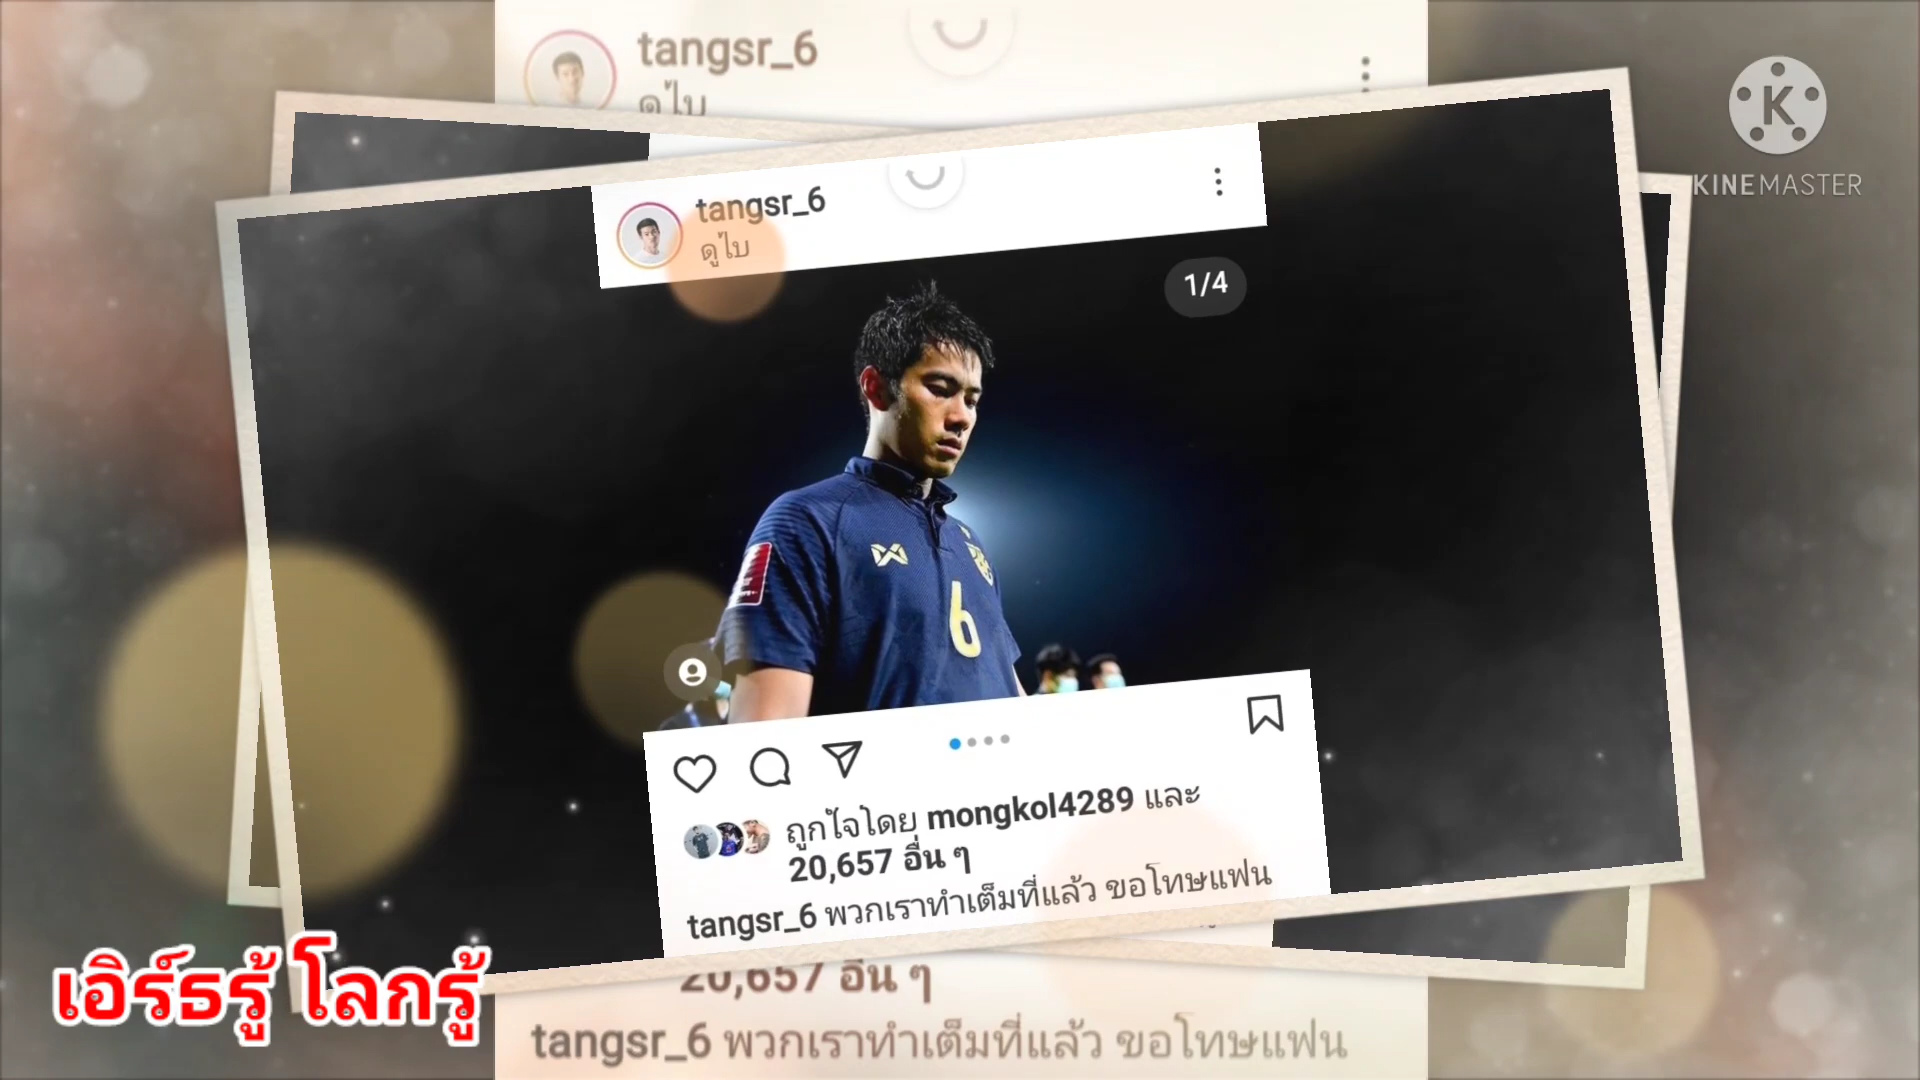 tangsr_6
ดูไบ
K
KINEMASTER
tangsr_6
ดูไบ
1/4
6
ถูกใจโดย mongkol4289 และ
20,657 อื่น ๆ
tangsr_6 พวกเราทำเต็มที่แล้ว ขอโทษแฟน
เอิร์ธรู้ โลกรู้
20,657 อื่น ๆ
tangsr_6 พวกเราทำเต็มที่แล้ว ขอโทษแฟน